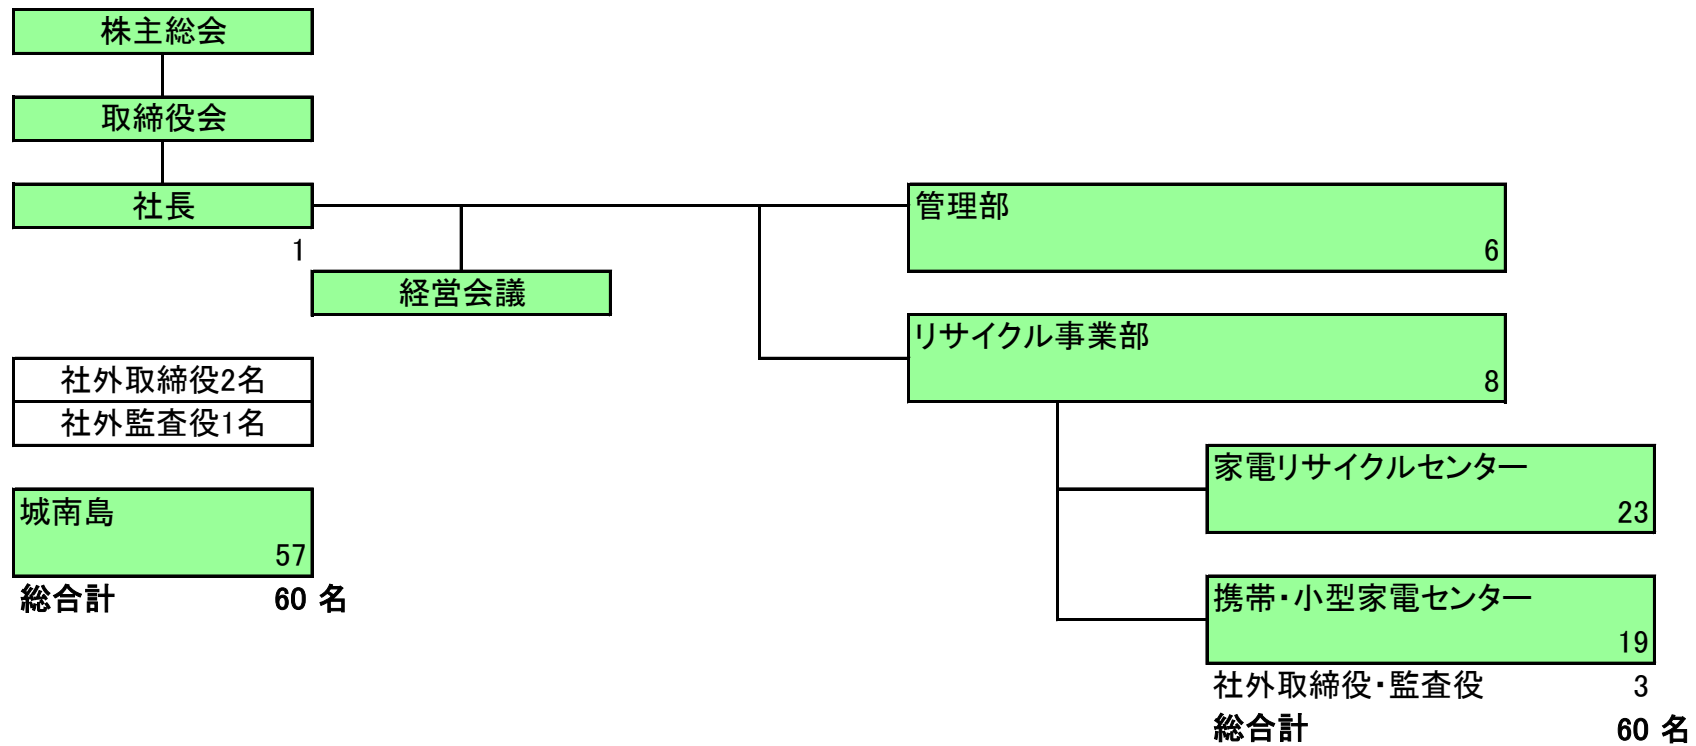 株主総会
取締役会
社長
1
経営会議
社外取締役2名
社外監査役1名
城南島
57
総合計 60 名
管理部
6
リサイクル事業部
8
家電リサイクルセンター
23
携帯・小型家電センター
19
社外取締役・監査役 3
総合計 60 名